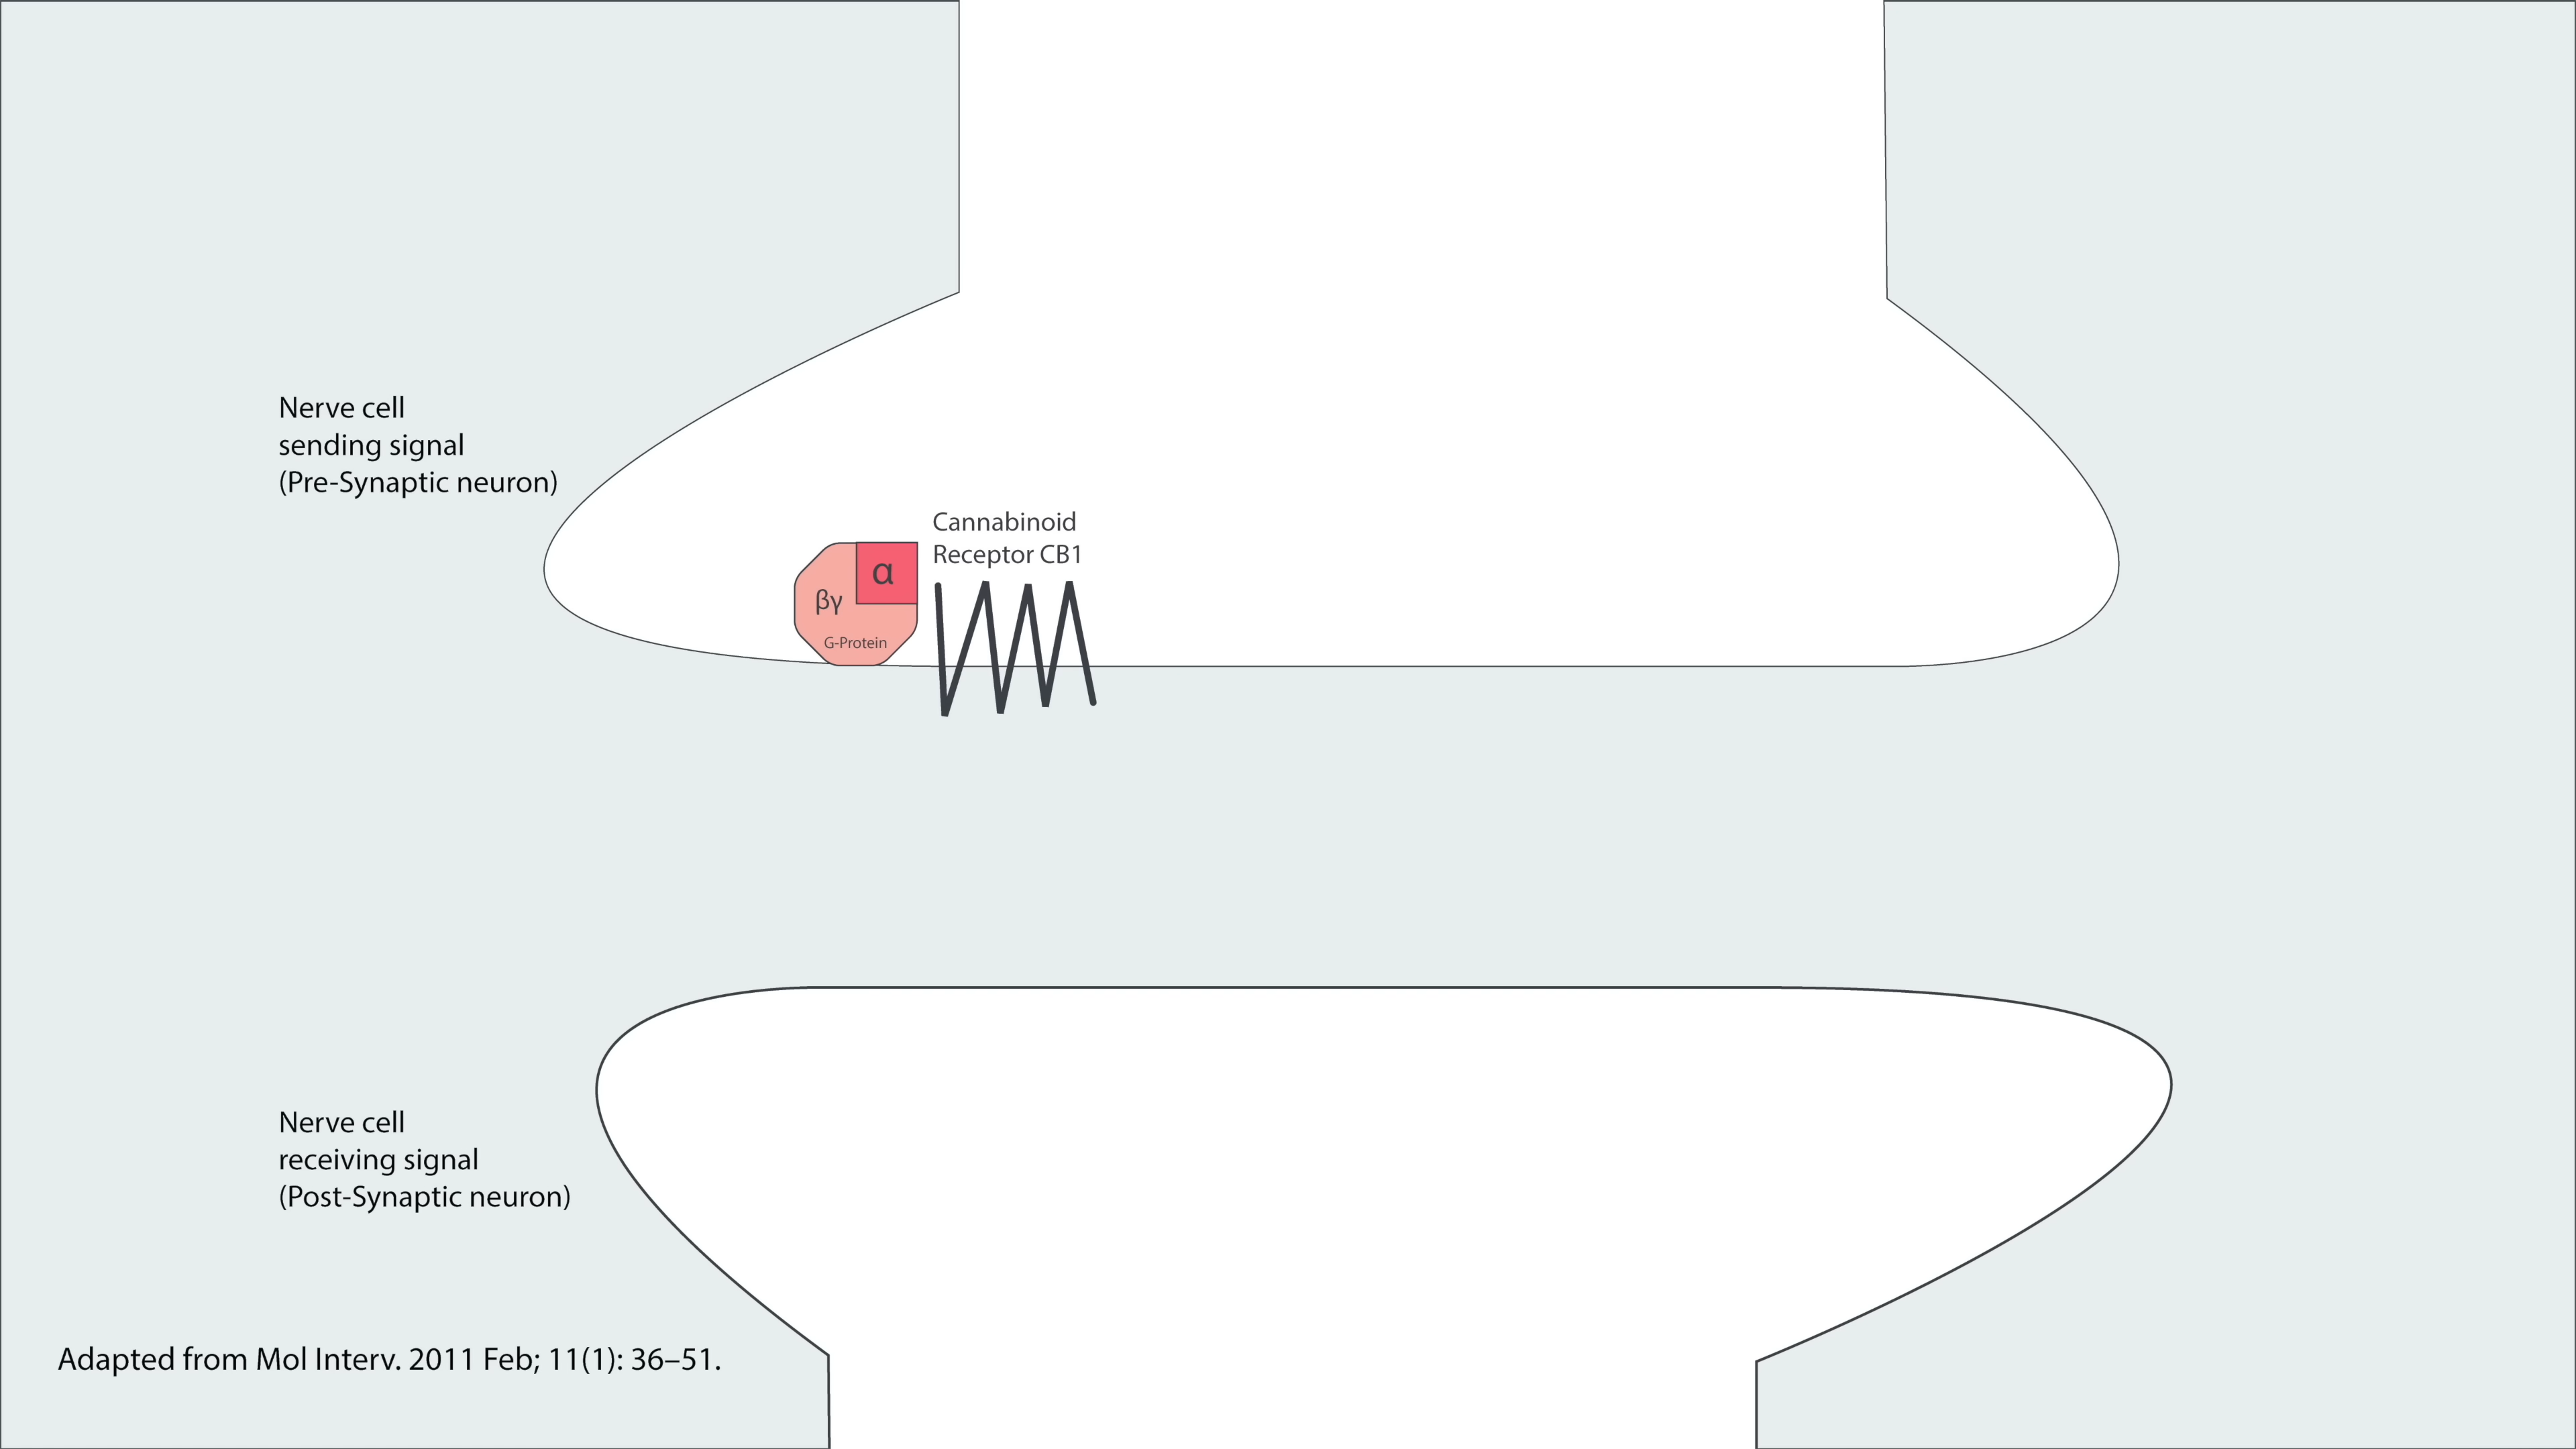 Nerve cell
sending signal
(Pre-Synaptic neuron)
Cannabinoid
Receptor CB1
α
βγ
G-Protein
Nerve cell
receiving signal
(Post-Synaptic neuron)
Adapted from Mol Interv. 2011 Feb; 11(1): 36–51.